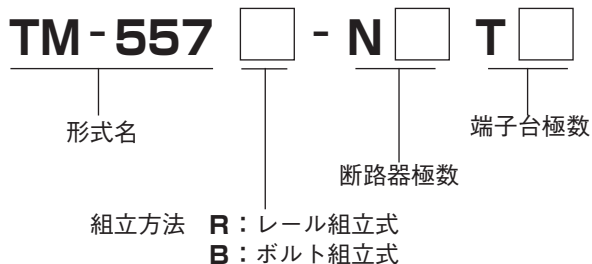 TM-557□-N□ T□
形式名
端子台極数
断路器極数
組立方法 R：レール組立式
B：ボルト組立式